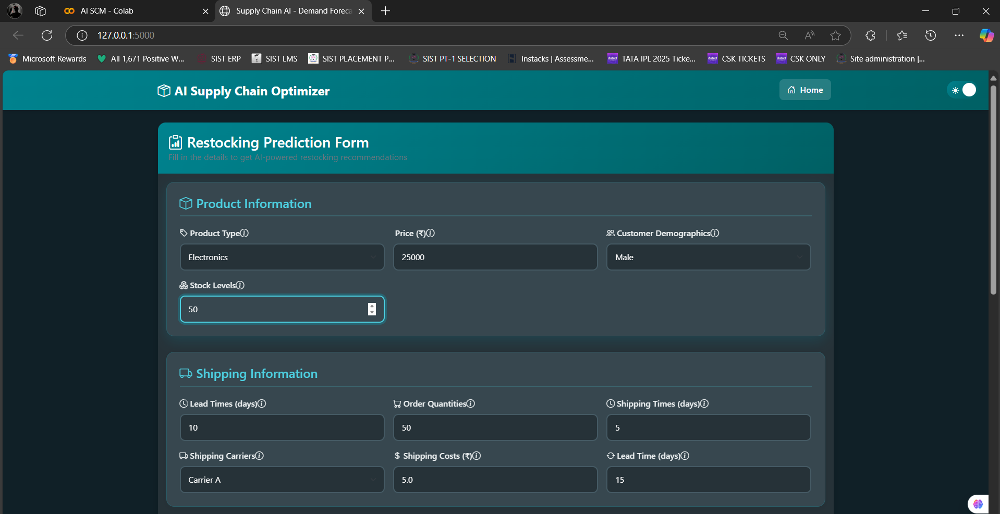 AI SCM - Colab
Supply Chain AI - Demand Foreca
127.0.0.1:5000
Microsoft Rewards
All 1,671 Positive W...
SIST ERP
SIST LMS
SIST PLACEMENT P...
SIST PT-1 SELECTION
Instacks | Assessme...
TATA IPL 2025 Ticke...
CSK TICKETS
CSK ONLY
Site administration |...
AI Supply Chain Optimizer
Home
Restocking Prediction Form
Fill in the details to get AI-powered restocking recommendations
Product Information
Product Type
Price (₹)
Customer Demographics
Electronics
25000
Male
Stock Levels
50
Shipping Information
Lead Times (days)
Order Quantities
Shipping Times (days)
10
50
5
Shipping Carriers
$ Shipping Costs (₹)
Lead Time (days)
Carrier A
5.0
15